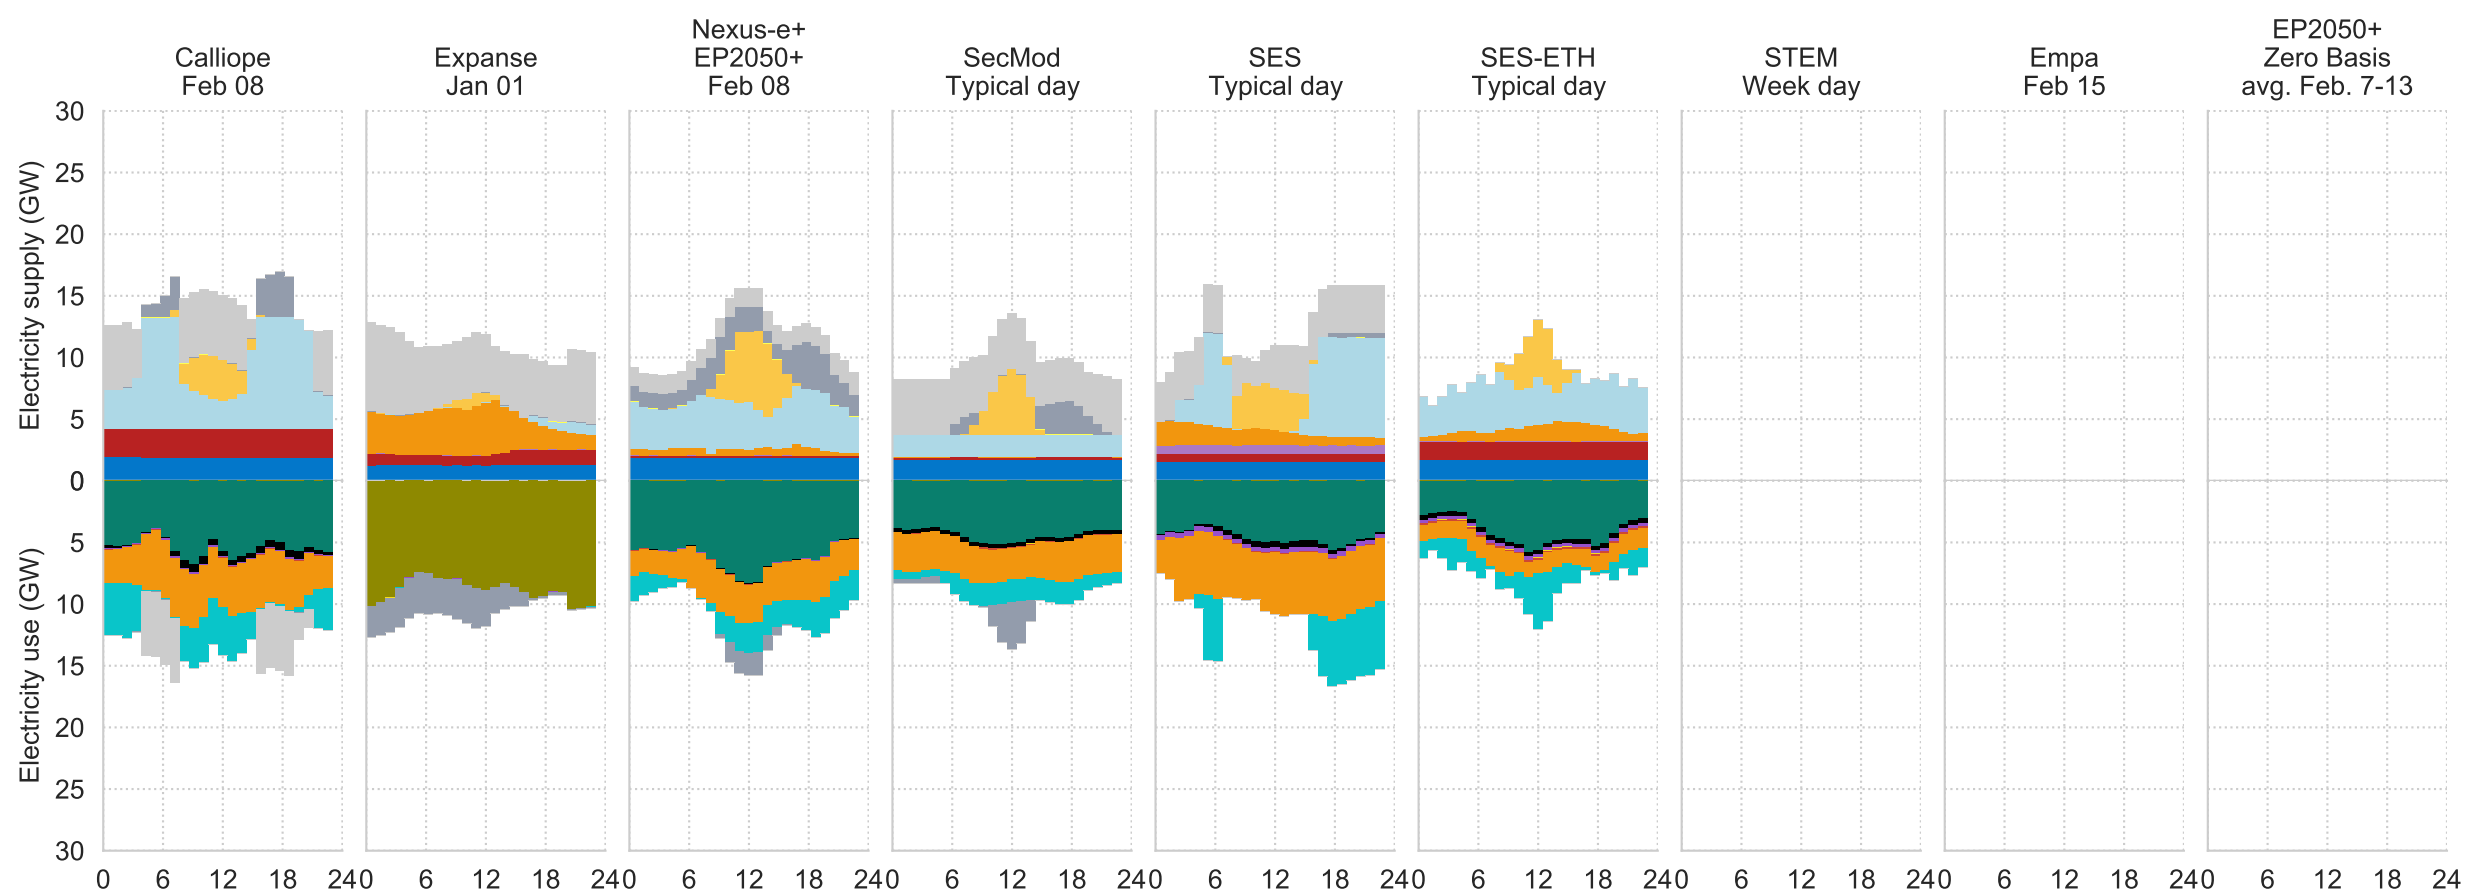 Nexus-e+
EP2050+
Calliope
Expanse
EP2050+
SecMod
SES
SES-ETH
STEM
Empa
Zero Basis
Feb 08
Jan 01
Feb 08
Typical day
Typical day
Typical day
Week day
Feb 15
avg. Feb. 7-13
Electricity supply (GW)
Electricity use (GW)
30
25
20
15
10
5
0
5
10
15
20
25
30
0 6 12 18 240 6 12 18 240 6 12 18 240 6 12 18 240 6 12 18 240 6 12 18 240 6 12 18 240 6 12 18 240 6 12 18 24